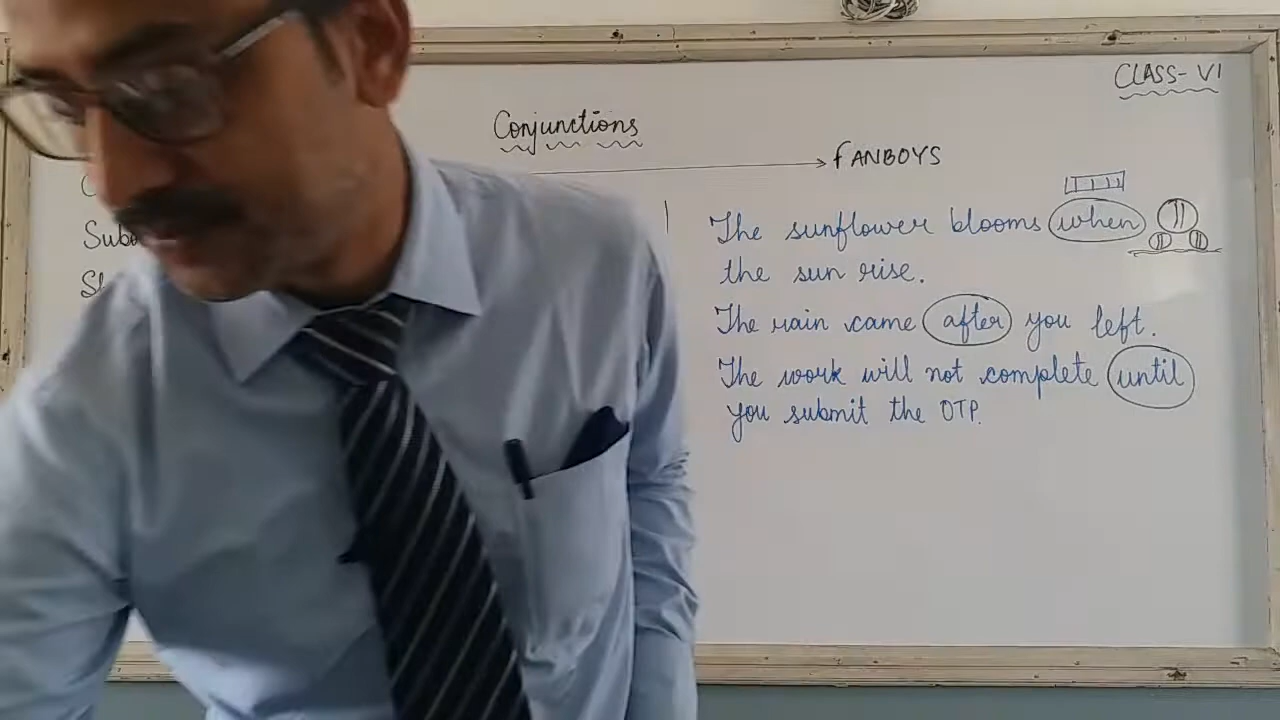 CLASS-VI
Conjunctions
FANBOYS
The sunflower blooms when
the sun rise.
The rain came after you left.
The work will not complete until
you submit the OTP.